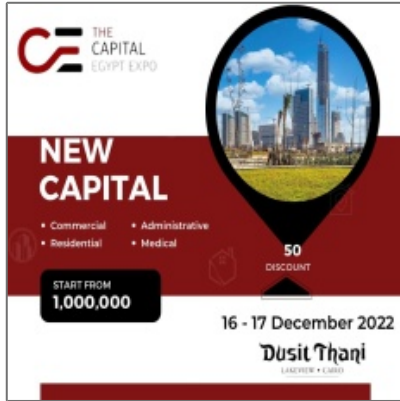 THE
CAPITAL
EGYPT EXPO
NEW
CAPITAL
• Commercial
• Administrative
• Residential
• Medical
50
DISCOUNT
START FROM
1,000,000
16 - 17 December 2022
Dusit Thani
LAKEVIEW • CAIRO